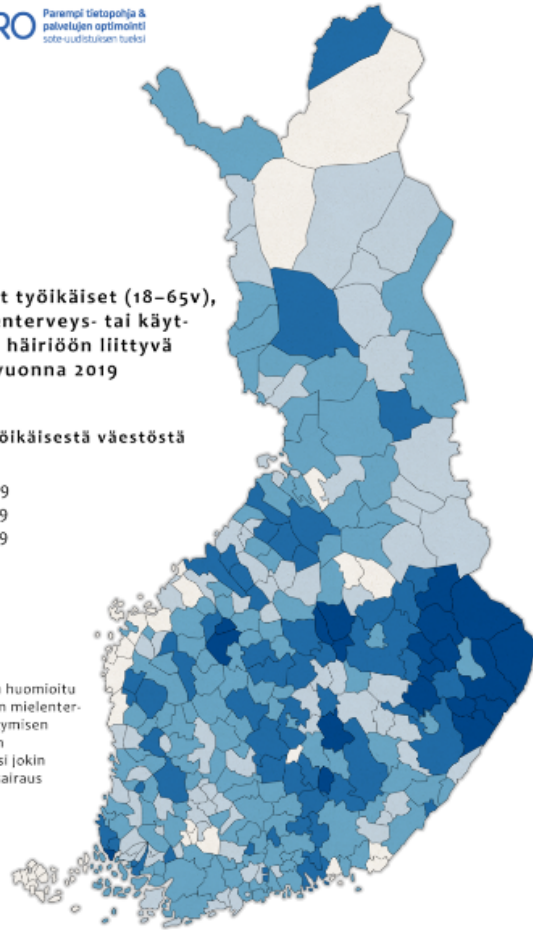 RO
Parempi tietopohja &
palvelujen optimointi
sote-uudistuksen tueksi
t työikäiset (18–65v),
nterveys- tai käyt-
häiriöön liittyvä
vuonna 2019
öikäisestä väestöstä
9
9
9
huomioitu
n mielenter-
ymisen
si jokin
airaus